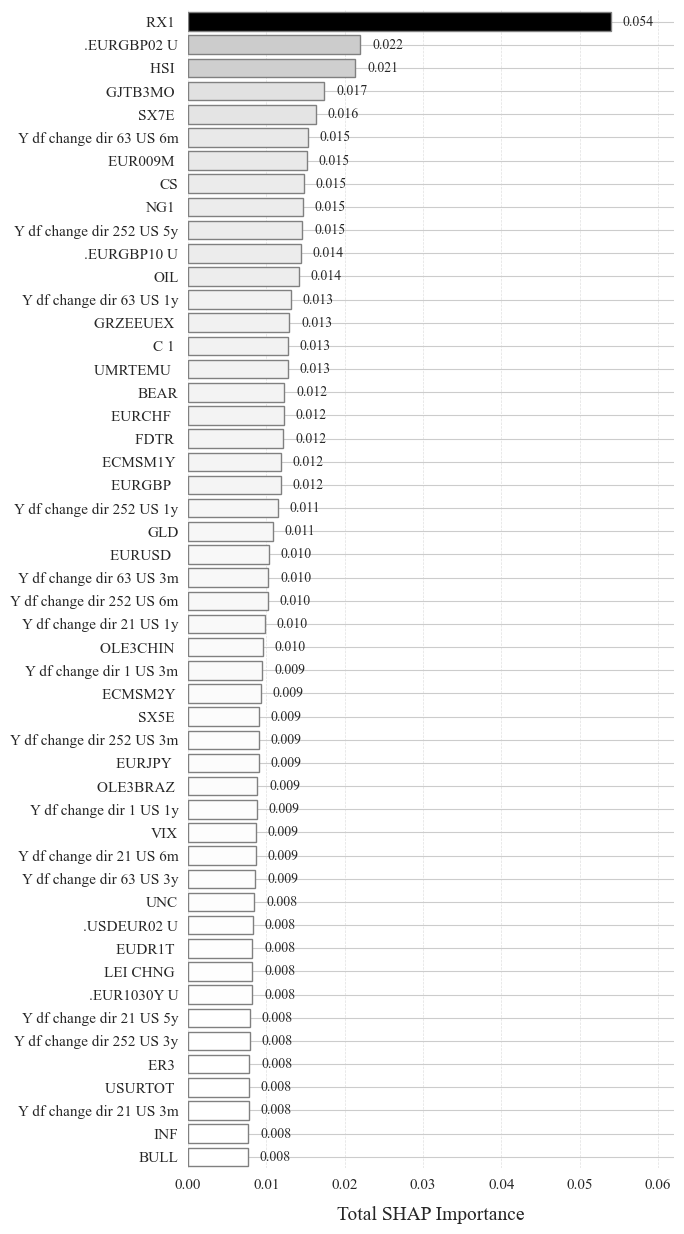 RX1 0.054
.EURGBP02 U 0.022
HSI 0.021
GJTB3MO 0.017
SX7E 0.016
Y df change dir 63 US 6m 0.015
EUR009M 0.015
CS 0.015
NG1 0.015
Y df change dir 252 US 5y 0.015
.EURGBP10 U 0.014
OIL 0.014
Y df change dir 63 US 1y 0.013
GRZEEUEX 0.013
C 1 0.013
UMRTEMU 0.013
BEAR 0.012
EURCHF 0.012
FDTR 0.012
ECMSM1Y 0.012
EURGBP 0.012
Y df change dir 252 US 1y 0.011
GLD 0.011
EURUSD 0.010
Y df change dir 63 US 3m 0.010
Y df change dir 252 US 6m 0.010
Y df change dir 21 US 1y 0.010
OLE3CHIN 0.010
Y df change dir 1 US 3m 0.009
ECMSM2Y 0.009
SX5E 0.009
Y df change dir 252 US 3m 0.009
EURJPY 0.009
OLE3BRAZ 0.009
Y df change dir 1 US 1y 0.009
VIX 0.009
Y df change dir 21 US 6m 0.009
Y df change dir 63 US 3y 0.009
UNC 0.008
.USDEUR02 U 0.008
EUDR1T 0.008
LEI CHNG 0.008
.EUR1030Y U 0.008
Y df change dir 21 US 5y 0.008
Y df change dir 252 US 3y 0.008
ER3 0.008
USURTOT 0.008
Y df change dir 21 US 3m 0.008
INF 0.008
BULL 0.008
0.00 0.01 0.02 0.03 0.04 0.05 0.06
Total SHAP Importance